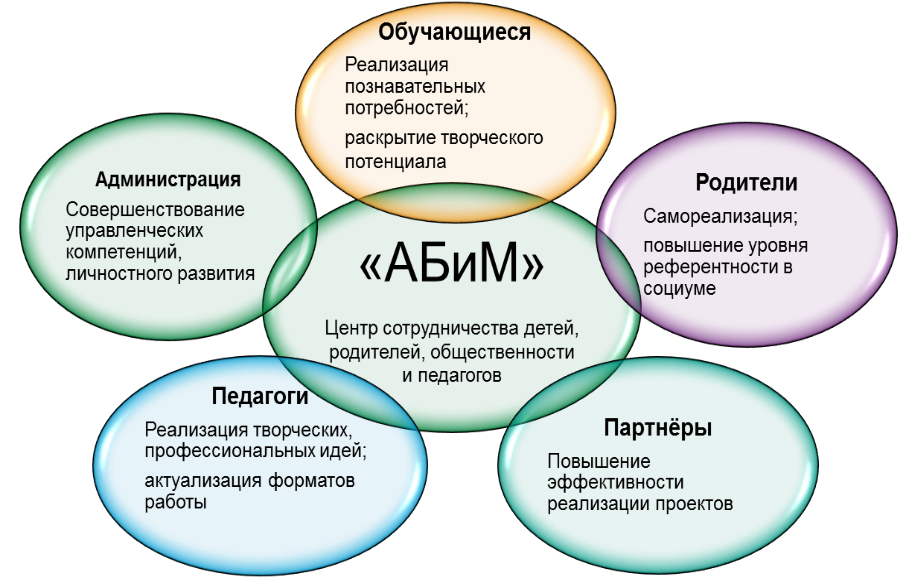 Обучающиеся
Реализация
познавательных
потребностей;
раскрытие творческого
потенциала
Администрация
Совершенствование
управленческих
компетенций,
личностного развития
Родители
Самореализация;
повышение уровня
референтности в
социуме
«АБиМ»
Центр сотрудничества детей,
родителей, общественности
и педагогов
Педагоги
Реализация творческих,
профессиональных идей;
актуализация форматов
работы
Партнёры
Повышение
эффективности
реализации проектов